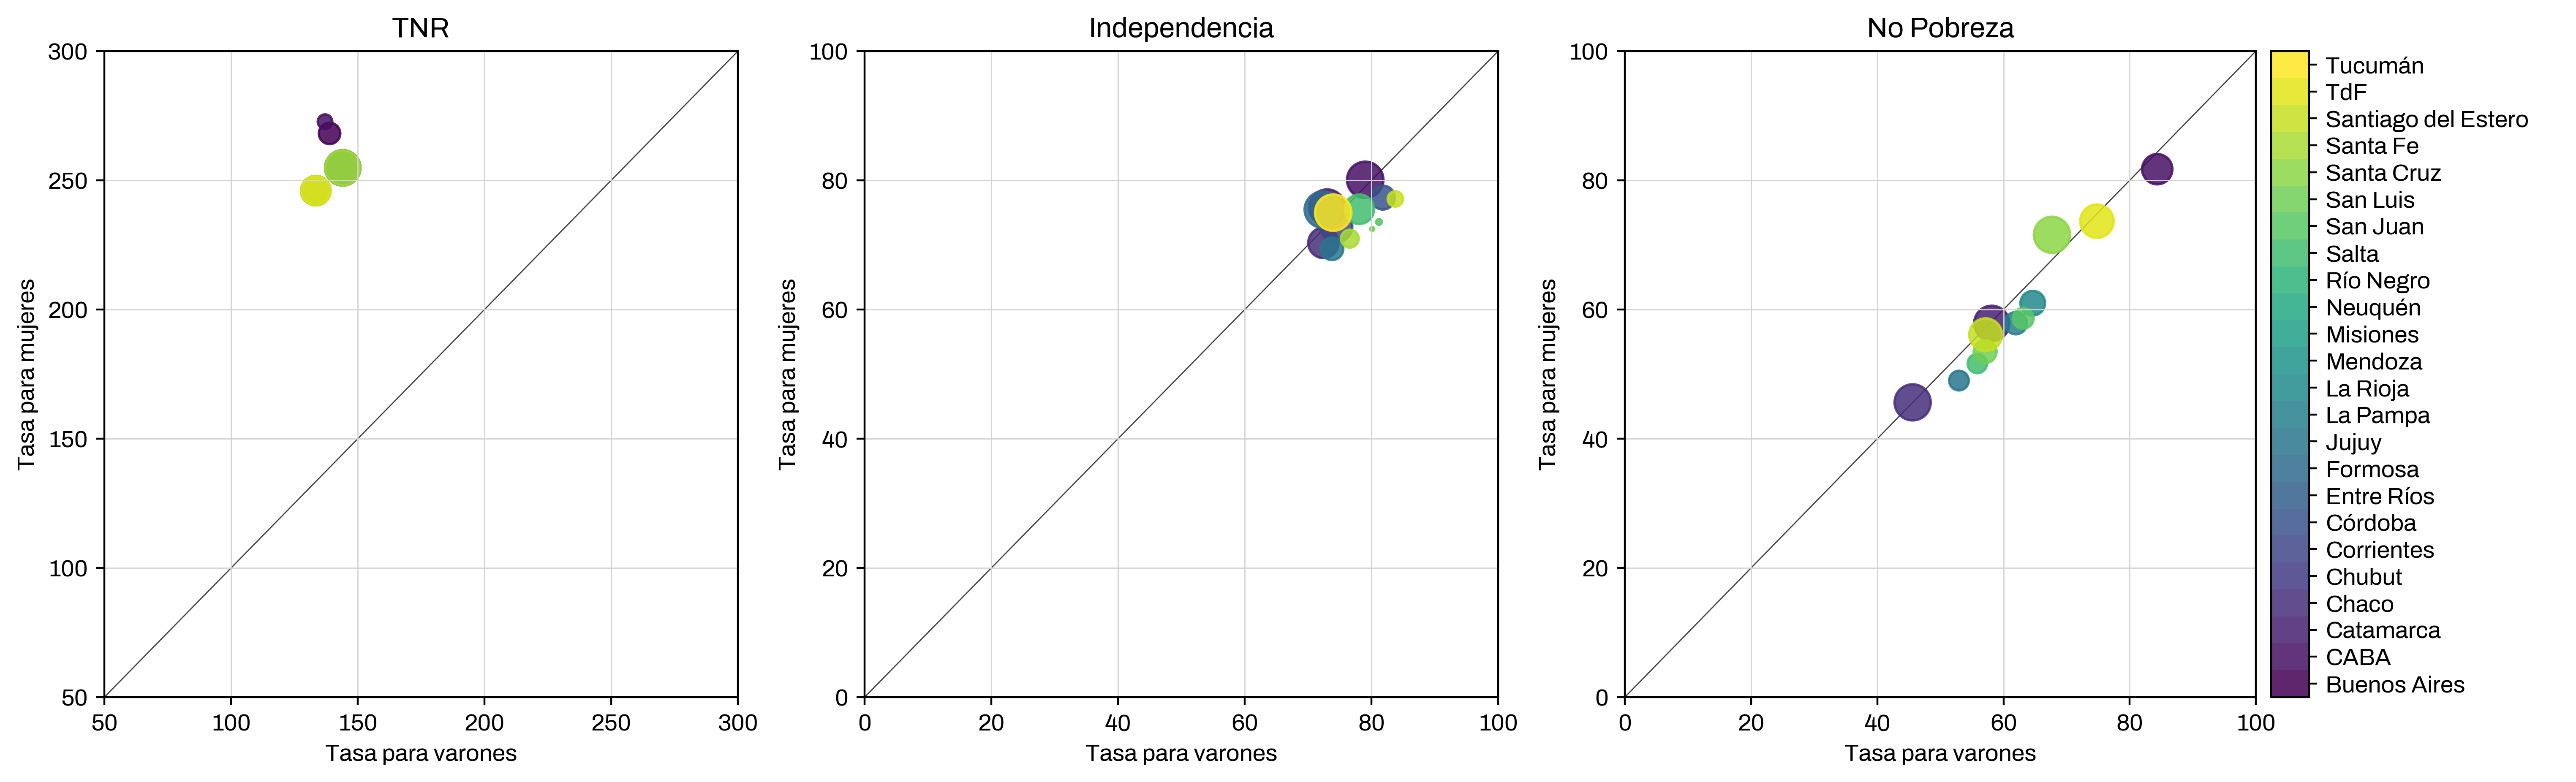 TNR
300
250
200
150
100
50
50 100 150 200 250 300
Tasa para mujeres
Tasa para varones
Independencia
100
80
60
40
20
0
0 20 40 60 80 100
Tasa para mujeres
Tasa para varones
No Pobreza
100
80
60
40
20
0
0 20 40 60 80 100
Tasa para mujeres
Tasa para varones
Tucumán
TdF
Santiago del Estero
Santa Fe
Santa Cruz
San Luis
San Juan
Salta
Río Negro
Neuquén
Misiones
Mendoza
La Rioja
La Pampa
Jujuy
Formosa
Entre Ríos
Córdoba
Corrientes
Chubut
Chaco
Catamarca
CABA
Buenos Aires